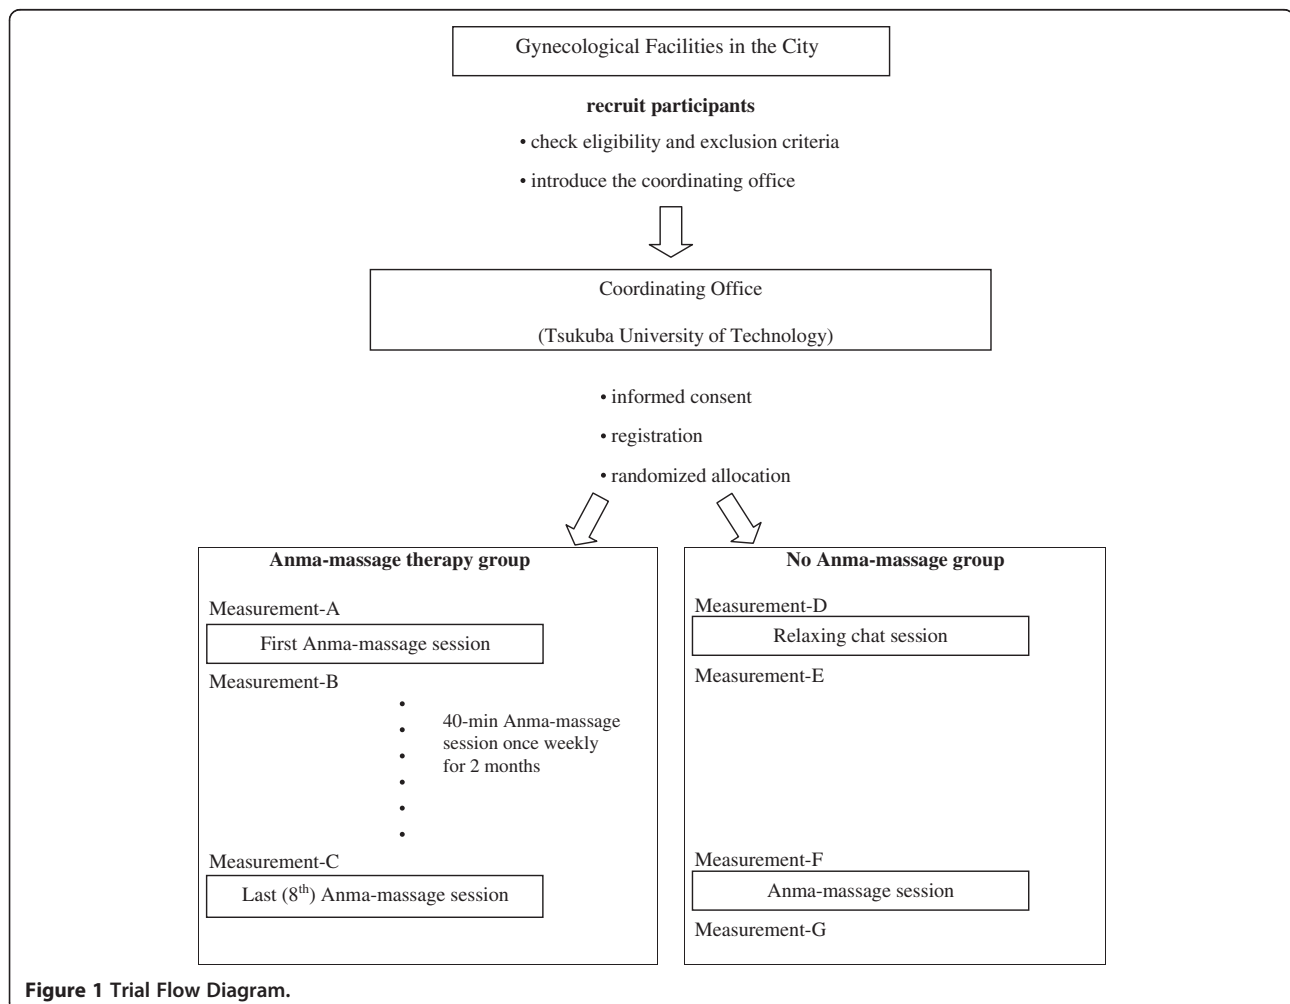 Gynecological Facilities in the City
recruit participants
• check eligibility and exclusion criteria
• introduce the coordinating office
Coordinating Office
(Tsukuba University of Technology)
• informed consent
• registration
• randomized allocation
Anma-massage therapy group
Measurement-A
First Anma-massage session
Measurement-B
•
•
•
•
•
•
40-min Anma-massage
session once weekly
for 2 months
Measurement-C
Last (8th) Anma-massage session
No Anma-massage group
Measurement-D
Relaxing chat session
Measurement-E
Measurement-F
Anma-massage session
Measurement-G
Figure 1 Trial Flow Diagram.